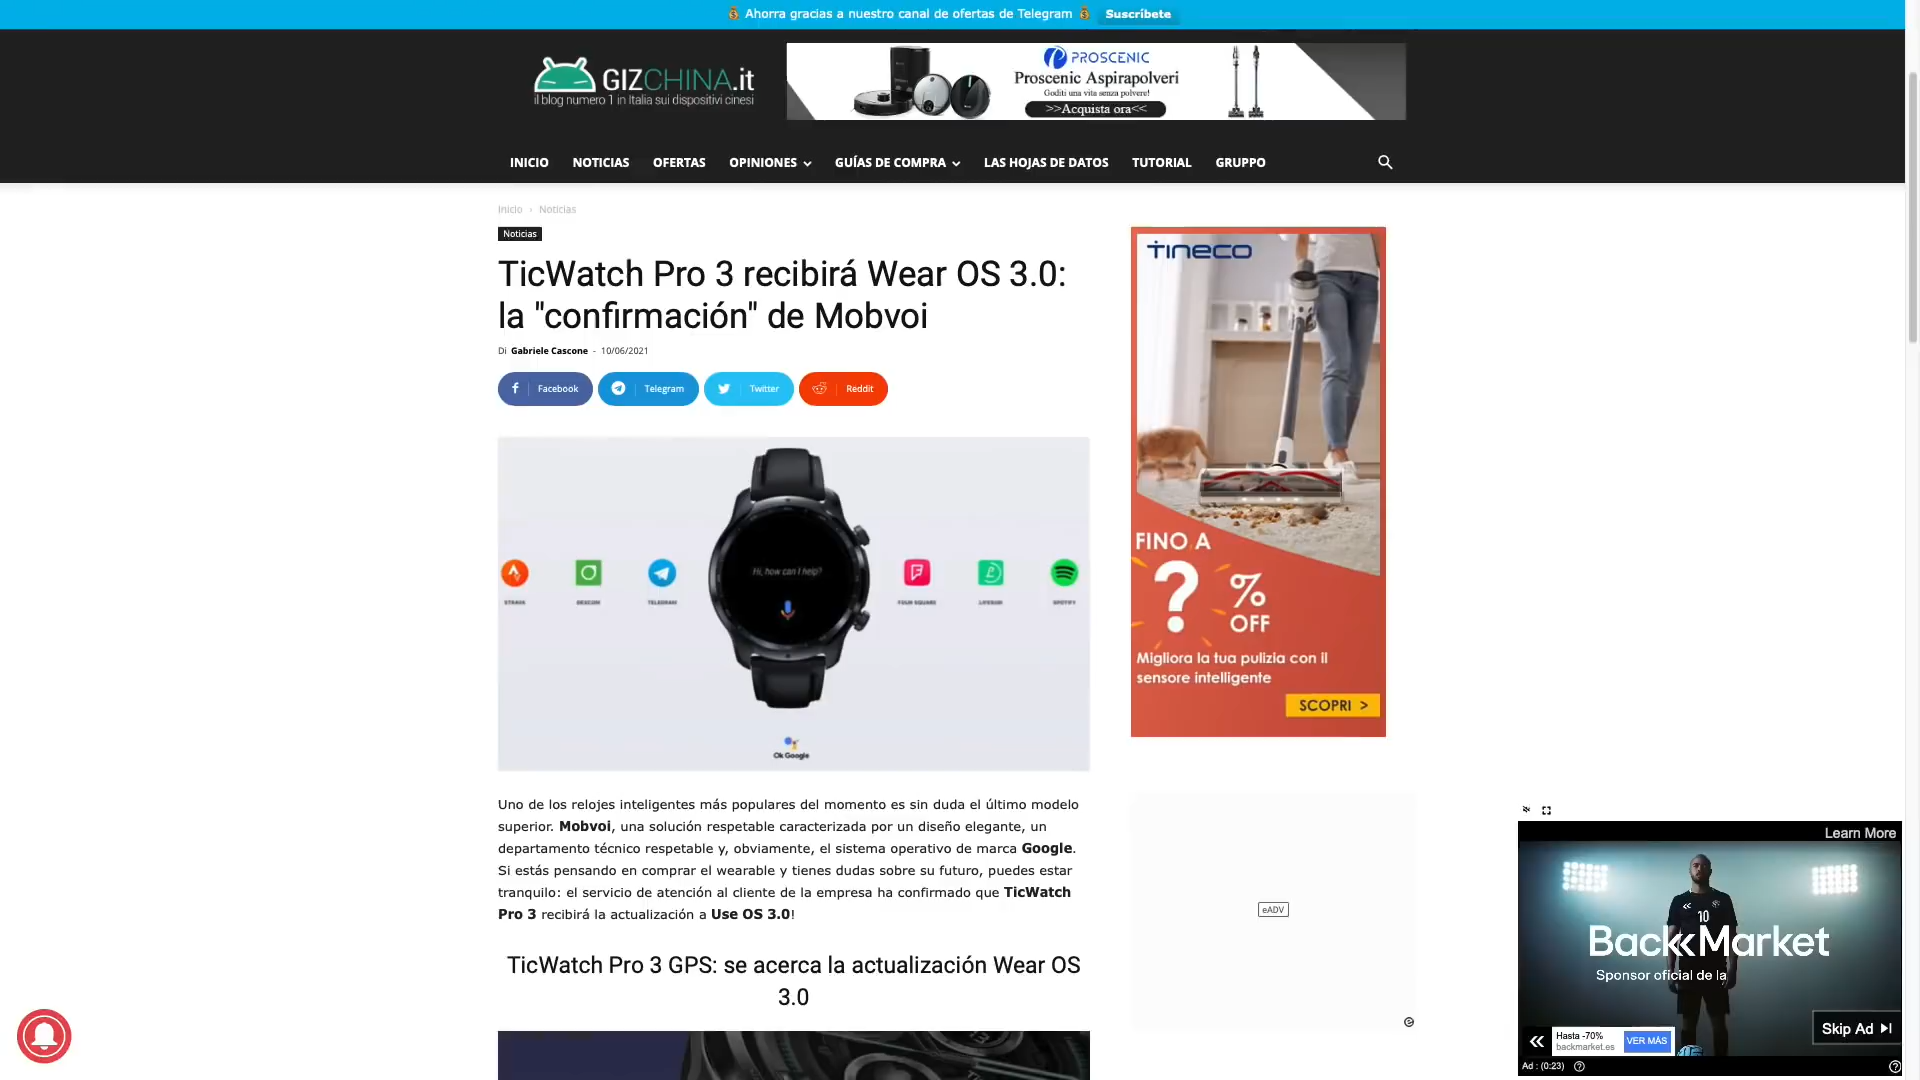 Ahorra gracias a nuestro canal de ofertas de Telegram Suscríbete
GIZCHINA.it
il blog numero 1 in Italia sui dispositivi cinesi
PROSCENIC
Proscenic Aspirapolveri
Goditi una vita senza polvere!
>>Acquista ora<<
INICIO NOTICIAS OFERTAS OPINIONES GUÍAS DE COMPRA LAS HOJAS DE DATOS TUTORIAL GRUPPO
Inicio › Noticias
Noticias
TicWatch Pro 3 recibirá Wear OS 3.0:
la "confirmación" de Mobvoi
Di Gabriele Cascone - 10/06/2021
Facebook Telegram Twitter Reddit
Hi, how can I help?
STRAVA TELEGRAM FOUR SQUARE LIFESUM SPOTIFY
Ok Google
Uno de los relojes inteligentes más populares del momento es sin duda el último modelo
superior. Mobvoi, una solución respetable caracterizada por un diseño elegante, un
departamento técnico respetable y, obviamente, el sistema operativo de marca Google.
Si estás pensando en comprar el wearable y tienes dudas sobre su futuro, puedes estar
tranquilo: el servicio de atención al cliente de la empresa ha confirmado que TicWatch
Pro 3 recibirá la actualización a Use OS 3.0!
TicWatch Pro 3 GPS: se acerca la actualización Wear OS
3.0
TINECO
FINO A
? %
OFF
Migliora la tua pulizia con il
sensore intelligente
SCOPRI >
eADV
Learn More
10
BackMarket
Sponsor oficial de la
Skip Ad
Hasta -70%
backmarket.es
VER MÁS
Ad : (0:23)